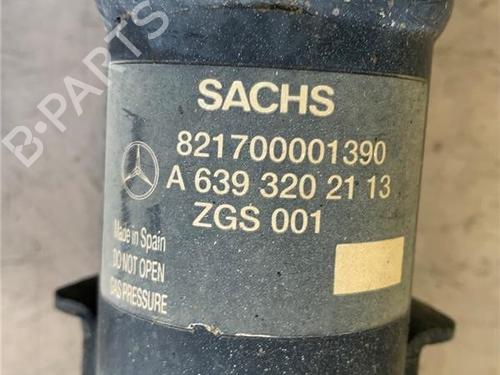 B-PARTS
SACHS
821700001390
A 639 320 21 13
ZGS 001
Made in Spain
DO NOT OPEN
GAS PRESSURE